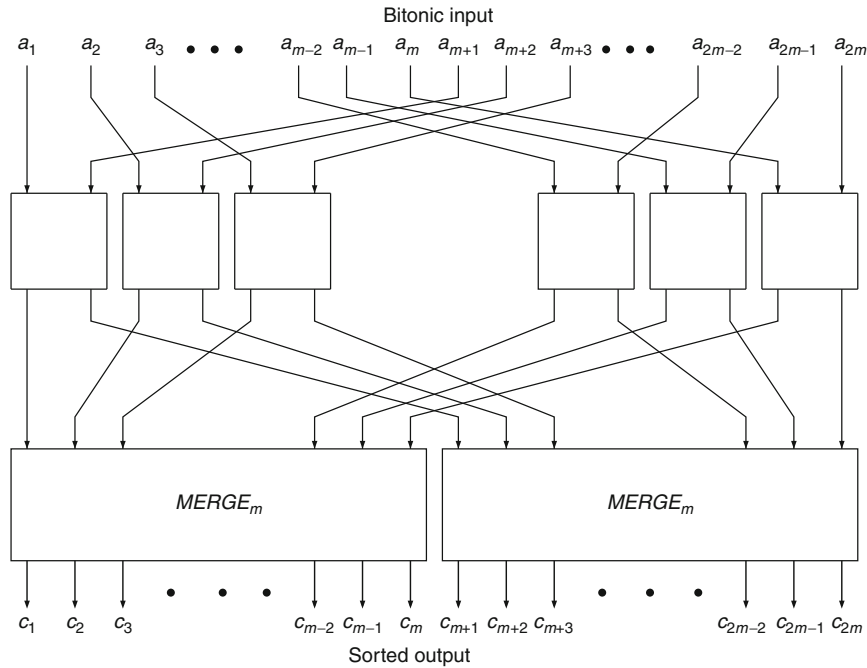 Bitonic input
a1 a2 a3 • • • am−2 am−1 am am+1 am+2 am+3 • • • a2m−2 a2m−1 a2m
MERGEm MERGEm
c1 c2 c3 • • • cm−2 cm−1 cm cm+1 cm+2 cm+3 • • • c2m−2 c2m−1 c2m
Sorted output